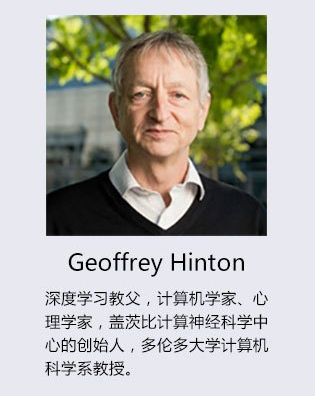 Geoffrey Hinton
深度学习教父，计算机学家、心
理学家，盖茨比计算神经科学中
心的创始人，多伦多大学计算机
科学系教授。